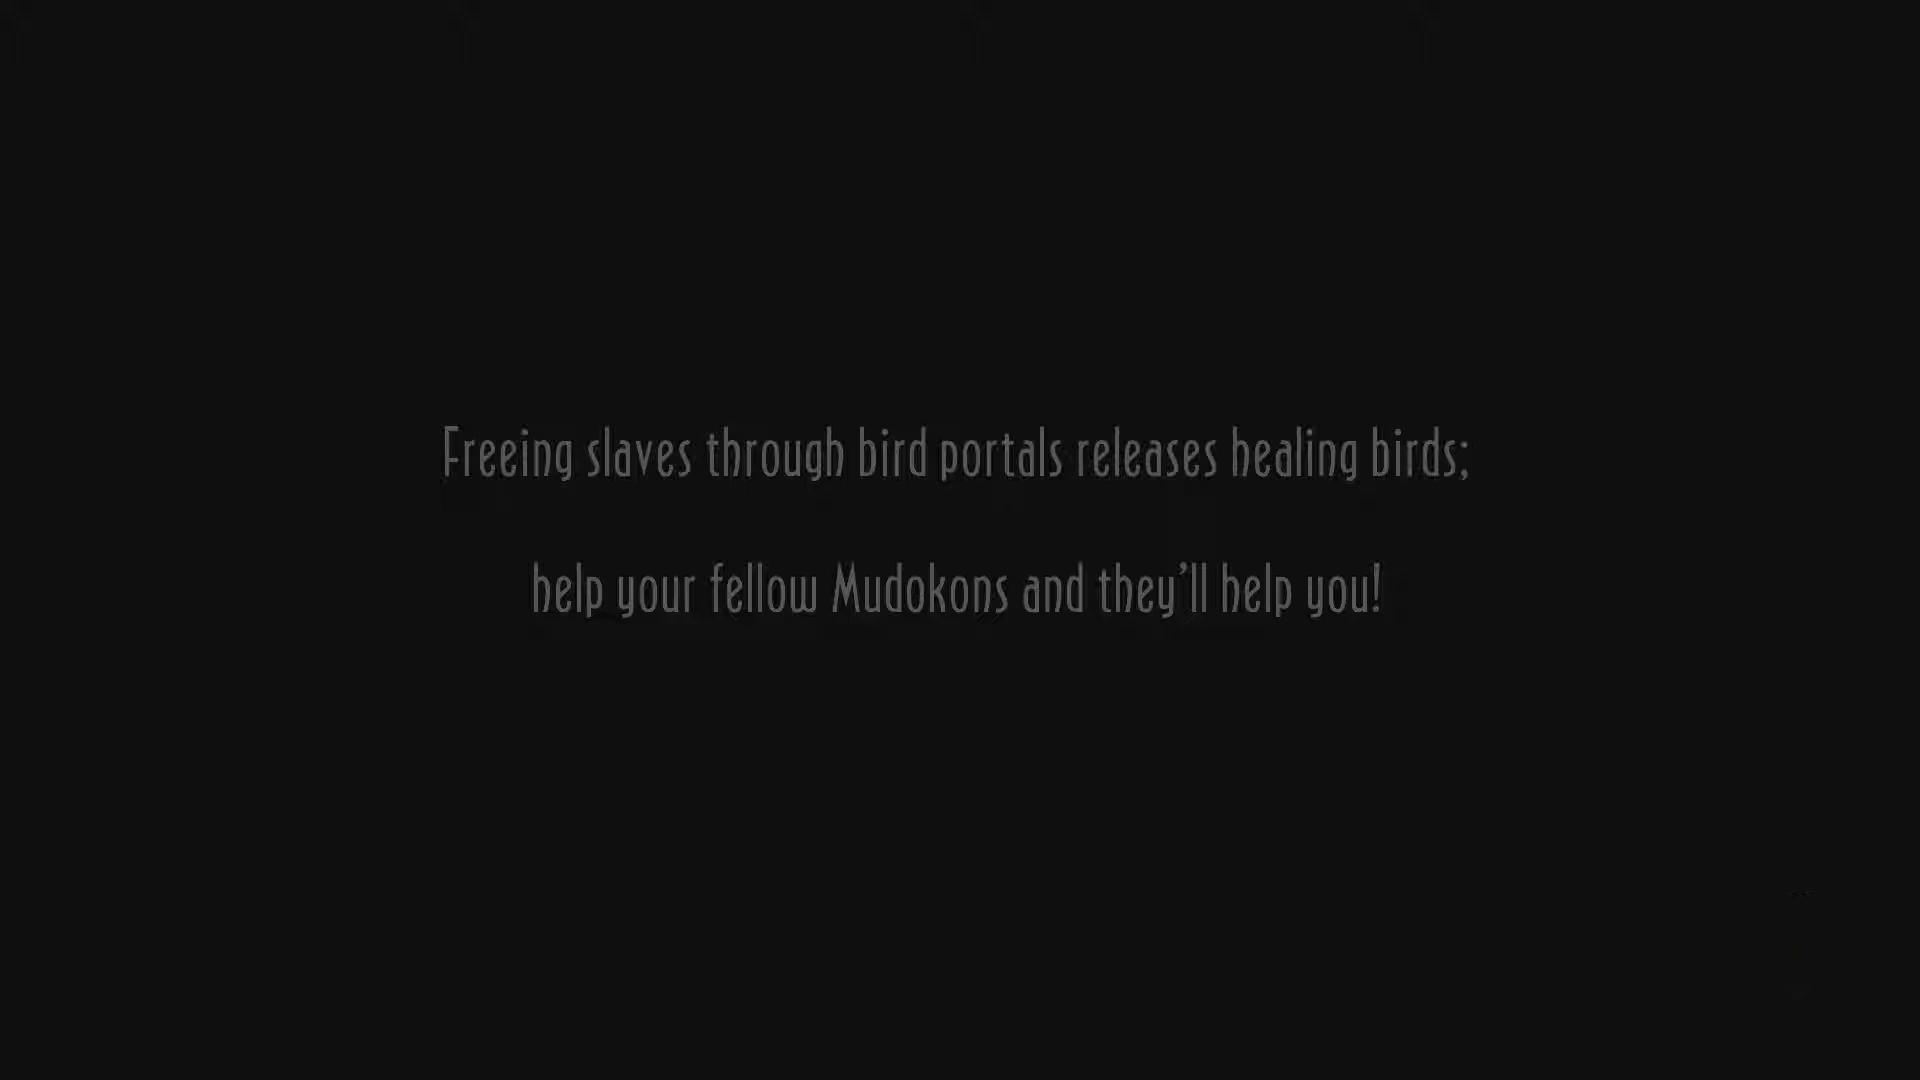 Freeing slaves through bird portals releases healing birds;
help your fellow Mudokons and they’ll help you!